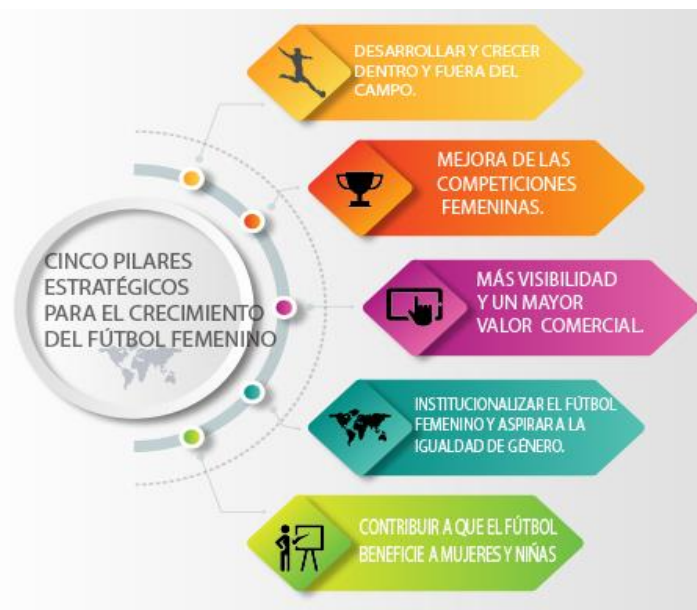 CINCO PILARES
ESTRATÉGICOS
PARA EL CRECIMIENTO
DEL FÚTBOL FEMENINO
DESARROLLAR Y CRECER
DENTRO Y FUERA DEL
CAMPO.
MEJORA DE LAS
COMPETICIONES
FEMENINAS.
MÁS VISIBILIDAD
Y UN MAYOR
VALOR COMERCIAL.
INSTITUCIONALIZAR EL FÚTBOL
FEMENINO Y ASPIRAR A LA
IGUALDAD DE GÉNERO.
CONTRIBUIR A QUE EL FÚTBOL
BENEFICIE A MUJERES Y NIÑAS